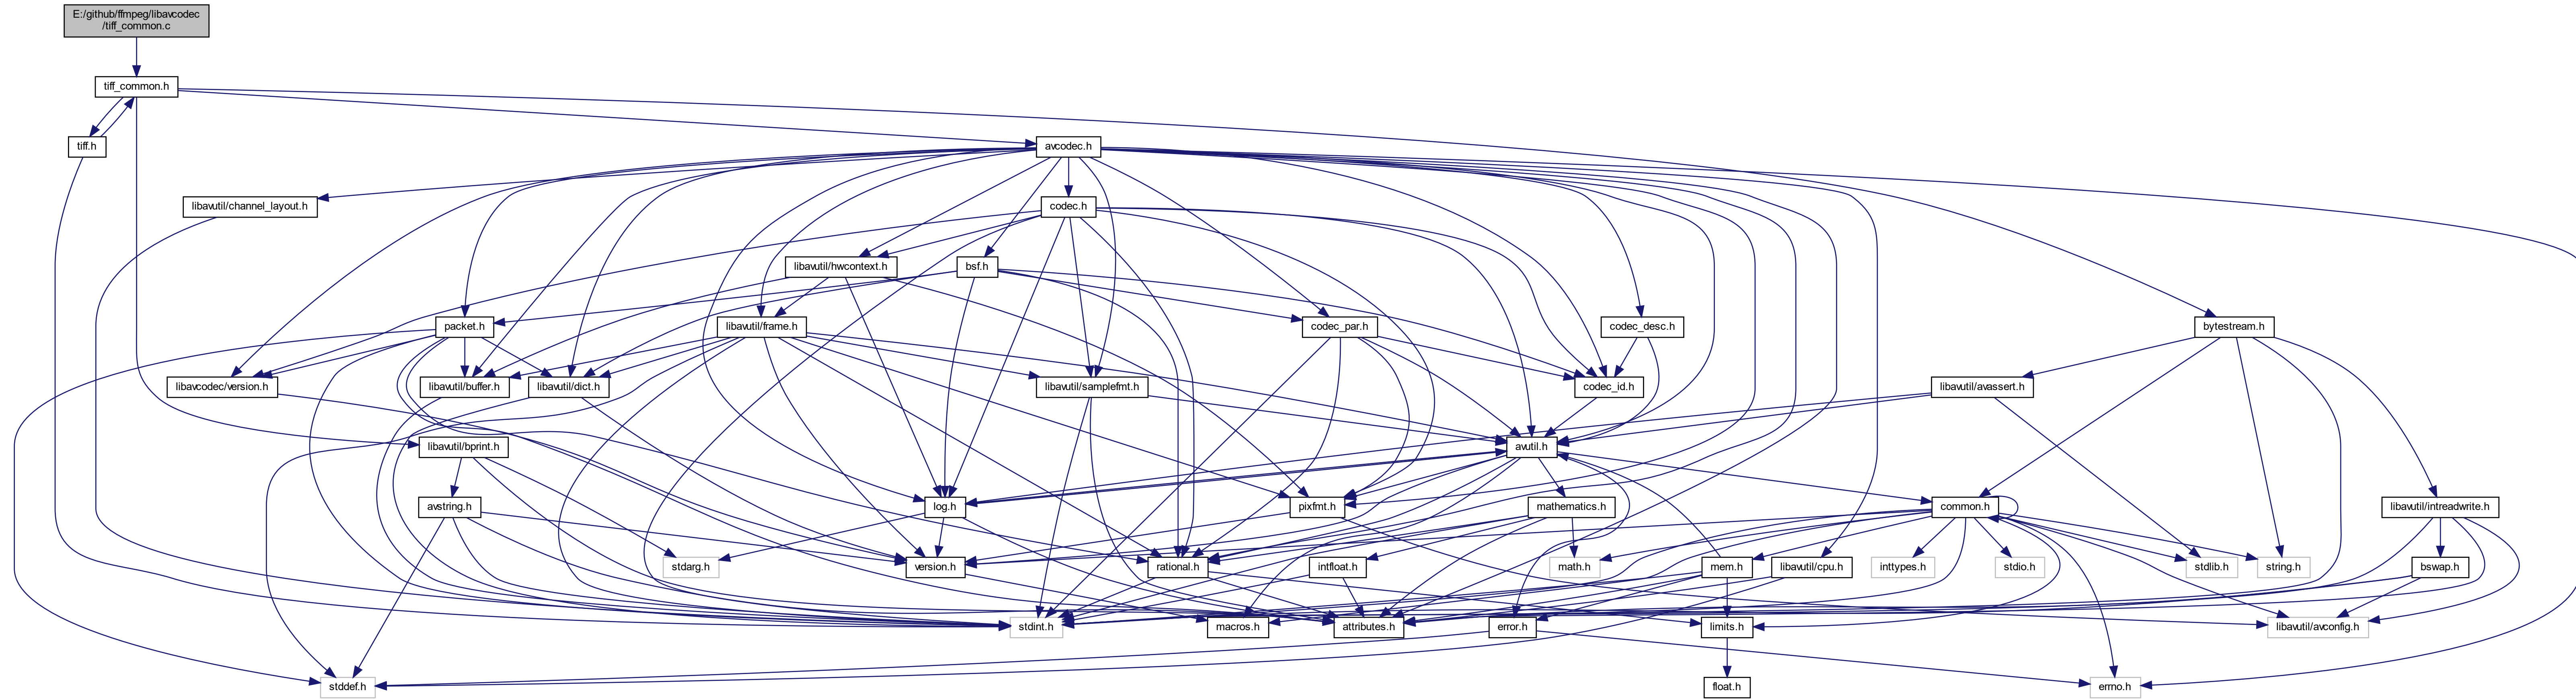 E:/github/ffmpeg/libavcodec
/tiff_common.c
tiff_common.h
tiff.h
avcodec.h
libavutil/channel_layout.h
codec.h
libavutil/hwcontext.h
bsf.h
packet.h
libavutil/frame.h
codec_par.h
codec_desc.h
bytestream.h
libavcodec/version.h
libavutil/buffer.h
libavutil/dict.h
libavutil/samplefmt.h
codec_id.h
libavutil/avassert.h
libavutil/bprint.h
avutil.h
avstring.h
log.h
pixfmt.h
mathematics.h
common.h
libavutil/intreadwrite.h
stdarg.h
version.h
rational.h
intfloat.h
math.h
mem.h
libavutil/cpu.h
inttypes.h
stdio.h
stdlib.h
string.h
bswap.h
stdint.h
macros.h
attributes.h
error.h
limits.h
libavutil/avconfig.h
stddef.h
float.h
errno.h